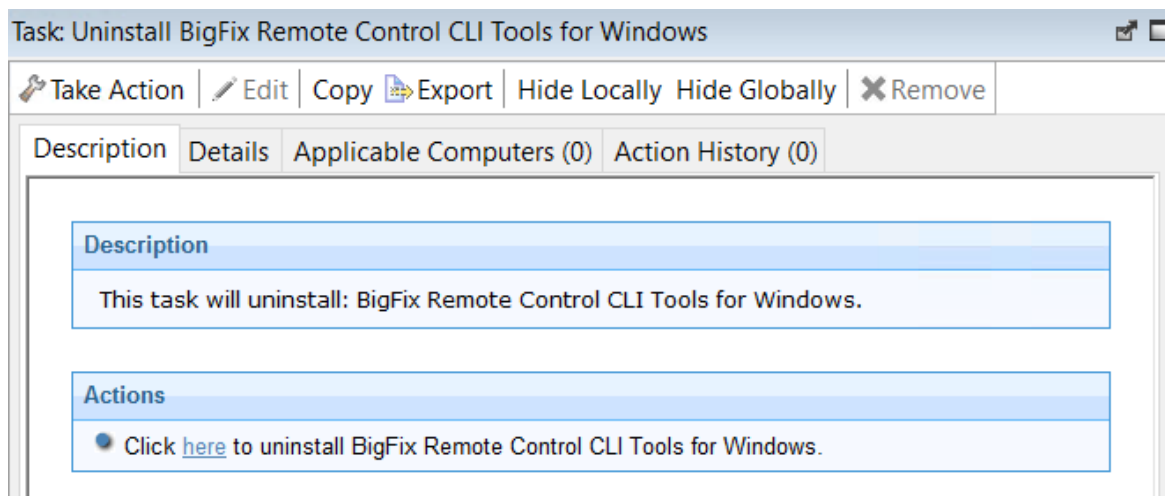 Task: Uninstall BigFix Remote Control CLI Tools for Windows
Take Action Edit Copy Export Hide Locally Hide Globally Remove
Description Details Applicable Computers (0) Action History (0)
Description
This task will uninstall: BigFix Remote Control CLI Tools for Windows.
Actions
Click here to uninstall BigFix Remote Control CLI Tools for Windows.